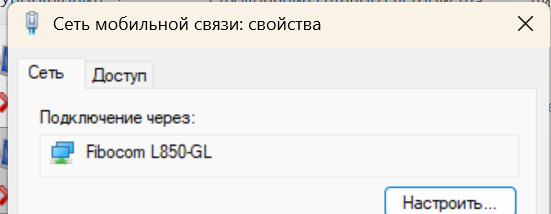 Сеть мобильной связи: свойства
Сеть
Доступ
Подключение через:
Fibocom L850-GL
Настроить...